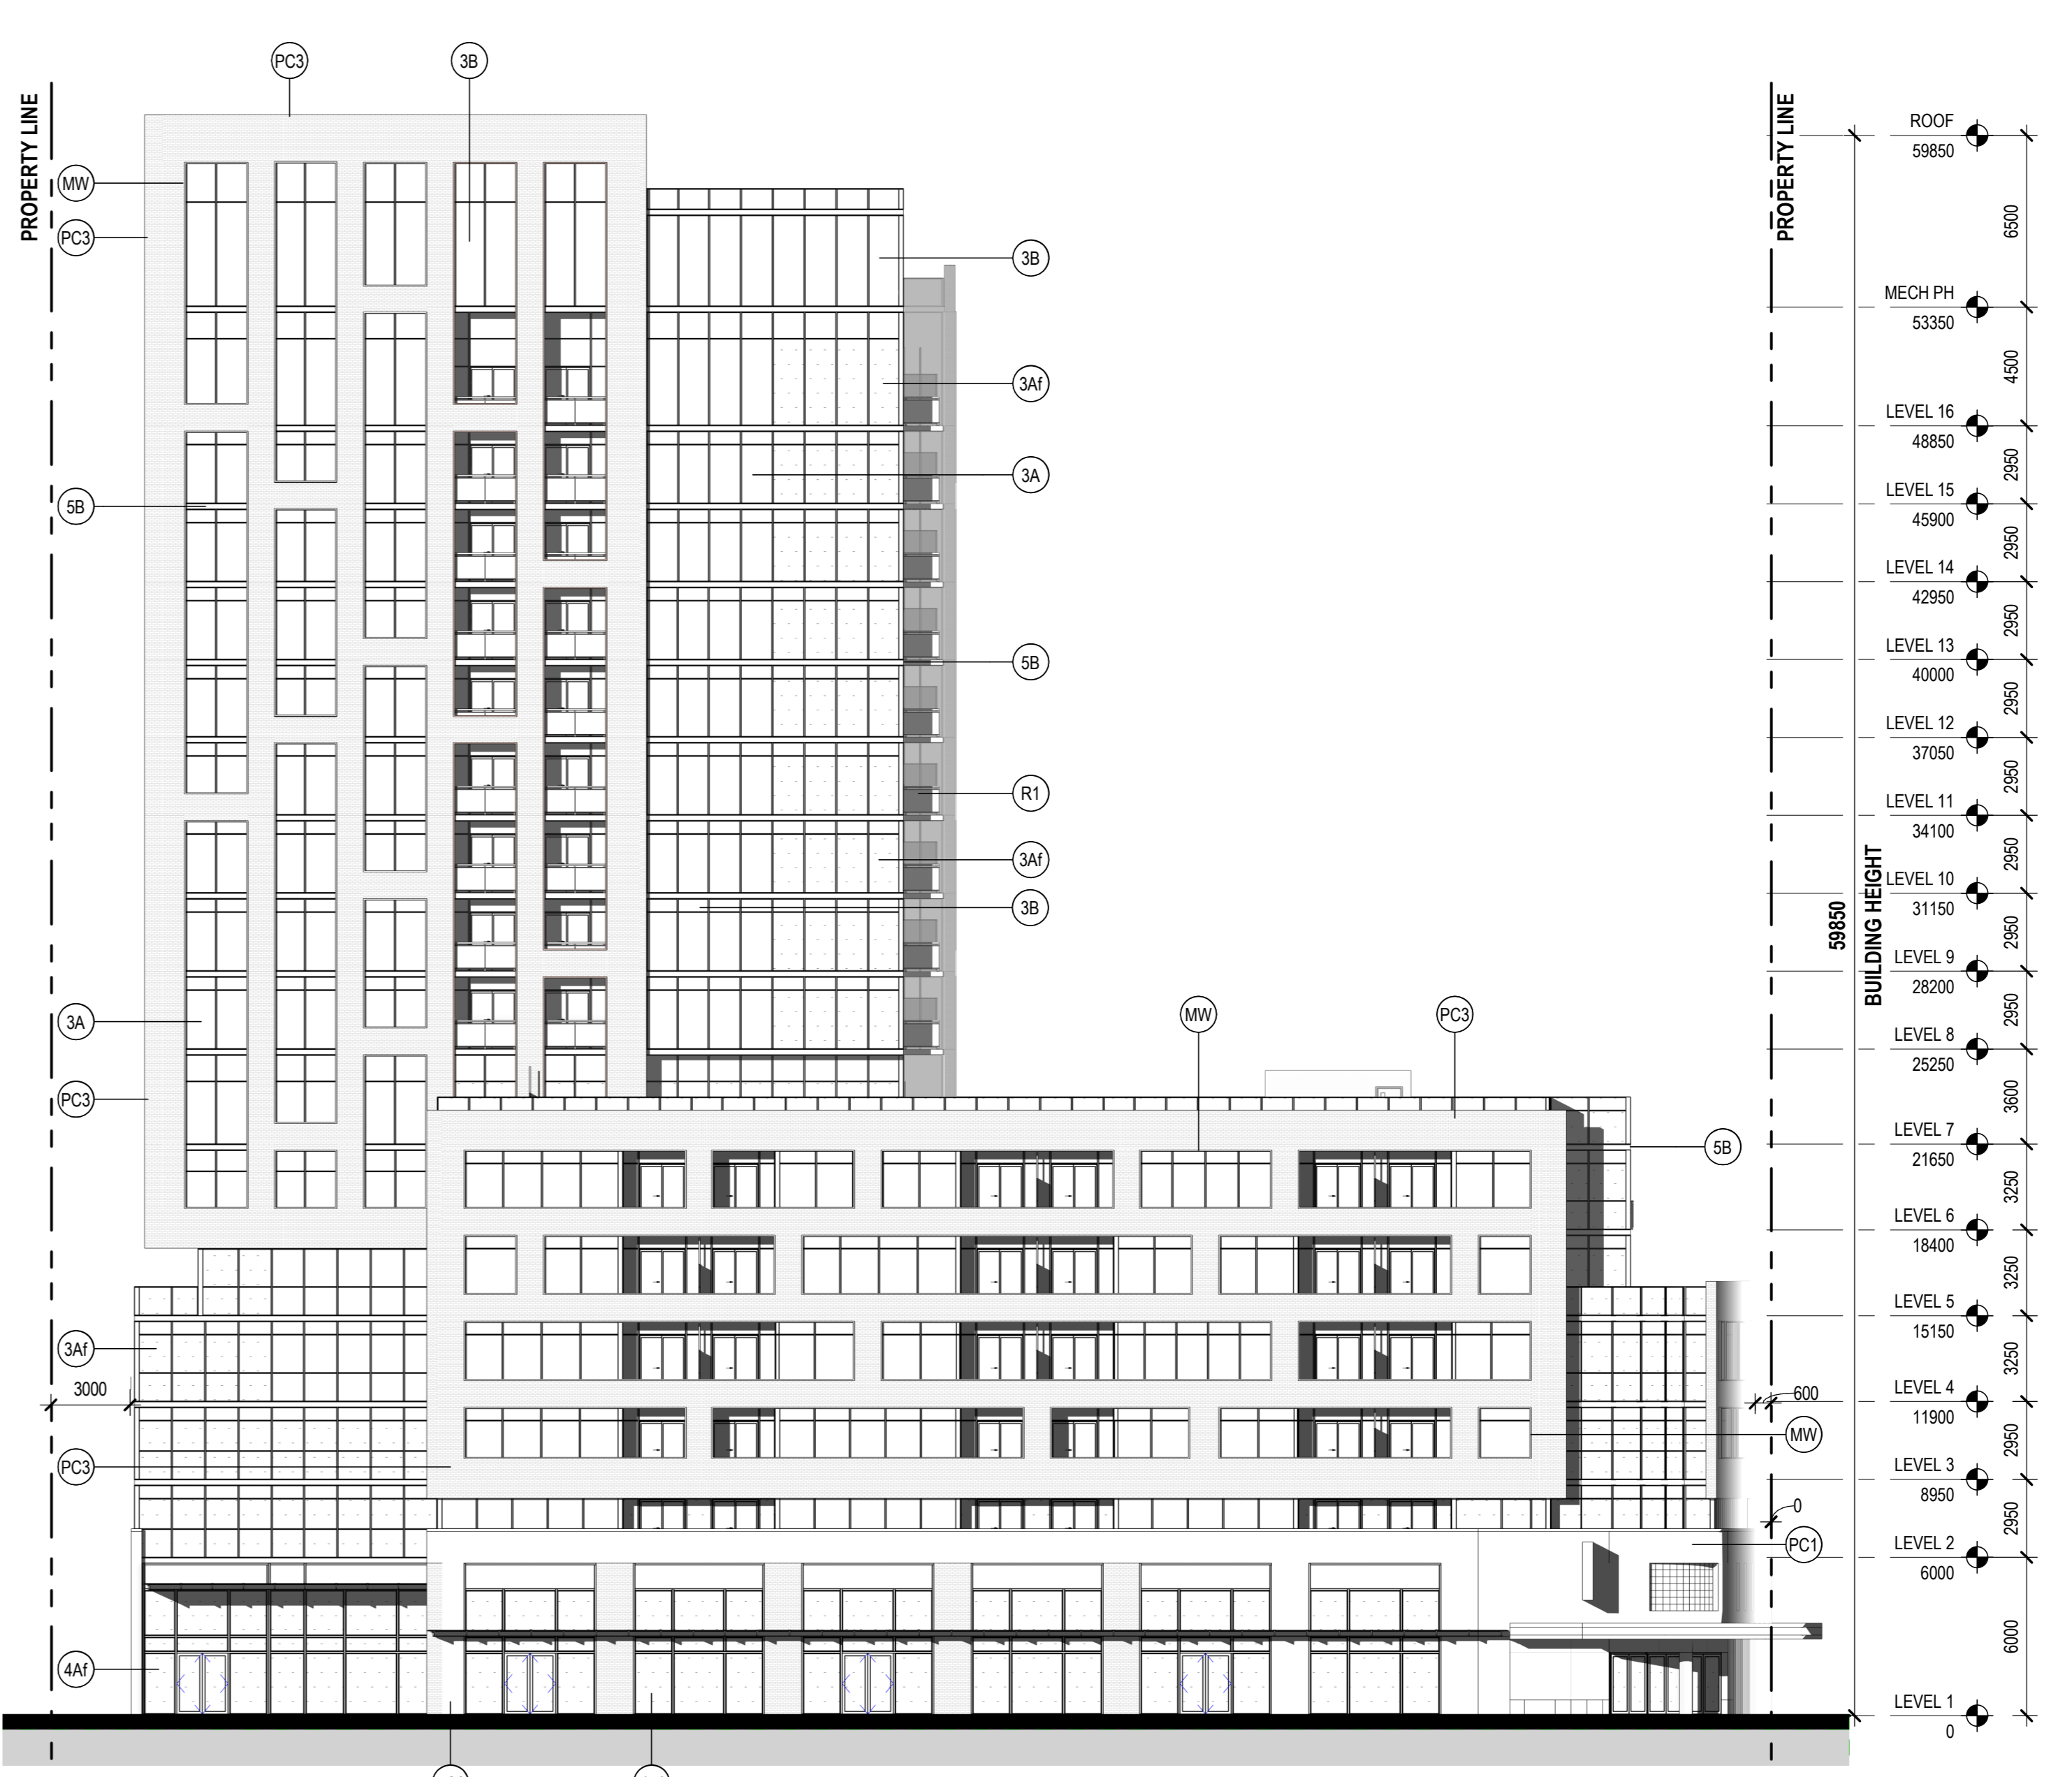 PC3
3B
PROPERTY LINE
PROPERTY LINE
ROOF
59850
MW
PC3
6500
3B
MECH PH
53350
3Af
4500
LEVEL 16
48850
3A
2950
5B
LEVEL 15
45900
2950
LEVEL 14
42950
2950
5B
LEVEL 13
40000
2950
LEVEL 12
37050
2950
R1
LEVEL 11
34100
2950
3Af
LEVEL 10
31150
3B
59850
BUILDING HEIGHT
2950
LEVEL 9
28200
2950
3A
MW
PC3
LEVEL 8
25250
PC3
3600
LEVEL 7
21650
5B
3250
LEVEL 6
18400
3250
LEVEL 5
15150
3Af
3250
3000
600
LEVEL 4
11900
MW
2950
PC3
LEVEL 3
8950
0
2950
PC1
LEVEL 2
6000
6000
4Af
LEVEL 1
0